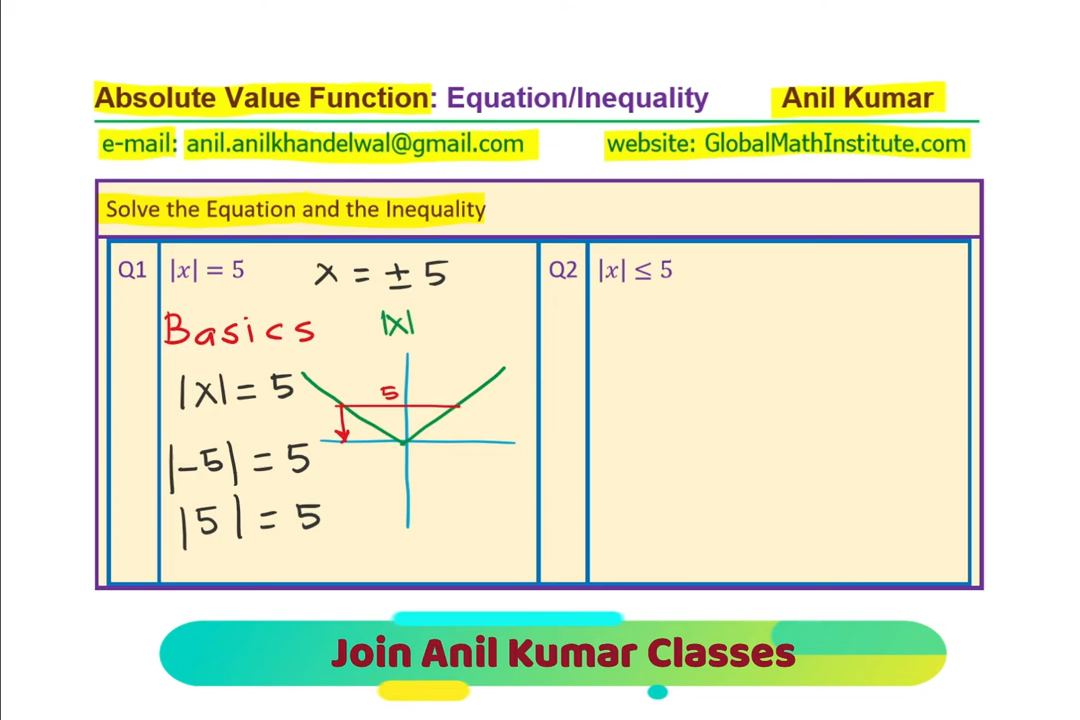 Absolute Value Function: Equation/Inequality Anil Kumar
e-mail: anil.anilkhandelwal@gmail.com website: GlobalMathInstitute.com
Solve the Equation and the Inequality
Q1 |x| = 5 x = ± 5
Basics |x|
|x| = 5
5
|-5| = 5
|5| = 5
Q2 |x| ≤ 5
Join Anil Kumar Classes